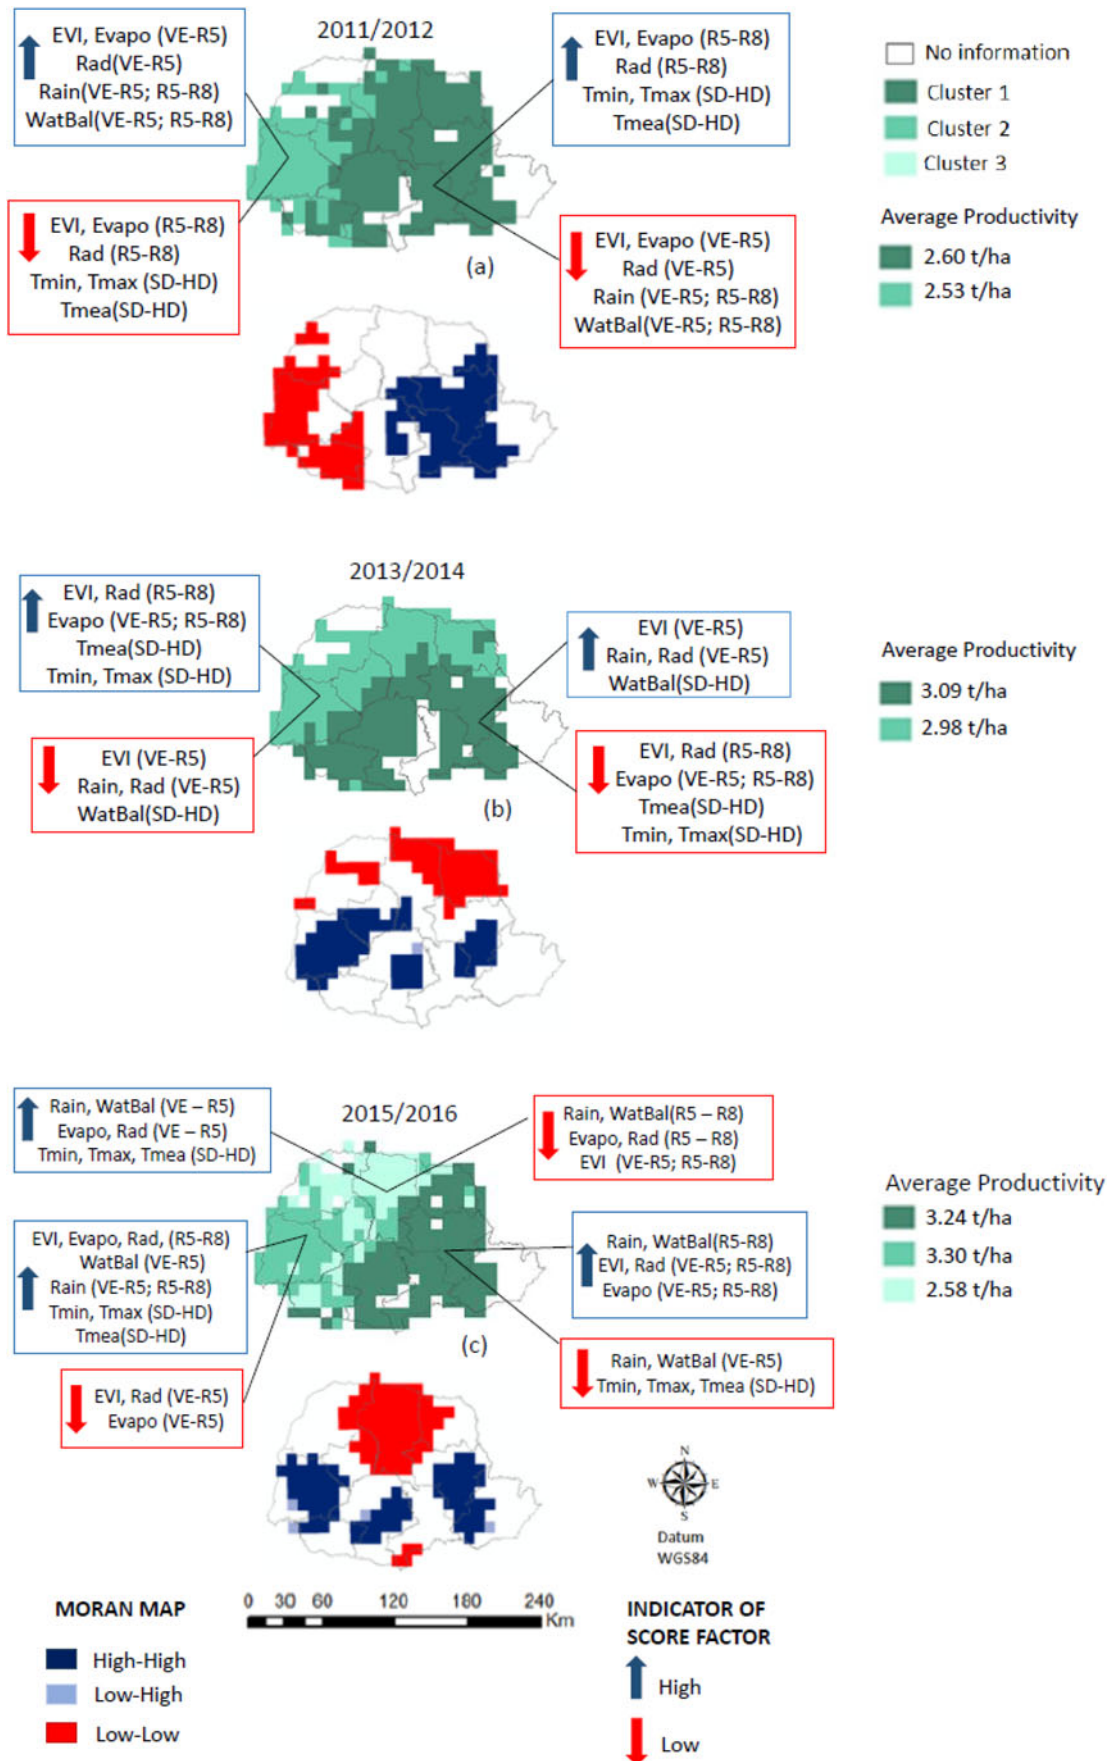 2011/2012
EVI, Evapo (VE-R5)
Rad(VE-R5)
Rain(VE-R5; R5-R8)
WatBal(VE-R5; R5-R8)
EVI, Evapo (R5-R8)
Rad (R5-R8)
Tmin, Tmax (SD-HD)
Tmea(SD-HD)
No information
Cluster 1
Cluster 2
Cluster 3
EVI, Evapo (R5-R8)
Rad (R5-R8)
Tmin, Tmax (SD-HD)
Tmea(SD-HD)
EVI, Evapo (VE-R5)
Rad (VE-R5)
Rain (VE-R5; R5-R8)
WatBal(VE-R5; R5-R8)
(a)
Average Productivity
2.60 t/ha
2.53 t/ha
2013/2014
EVI, Rad (R5-R8)
Evapo (VE-R5; R5-R8)
Tmea(SD-HD)
Tmin, Tmax (SD-HD)
EVI (VE-R5)
Rain, Rad (VE-R5)
WatBal(SD-HD)
Average Productivity
3.09 t/ha
2.98 t/ha
EVI (VE-R5)
Rain, Rad (VE-R5)
WatBal(SD-HD)
EVI, Rad (R5-R8)
Evapo (VE-R5; R5-R8)
Tmea(SD-HD)
Tmin, Tmax(SD-HD)
(b)
2015/2016
Rain, WatBal (VE – R5)
Evapo, Rad (VE – R5)
Tmin, Tmax, Tmea (SD-HD)
Rain, WatBal(R5 – R8)
Evapo, Rad (R5 – R8)
EVI (VE-R5; R5-R8)
Average Productivity
3.24 t/ha
3.30 t/ha
2.58 t/ha
EVI, Evapo, Rad, (R5-R8)
WatBal (VE-R5)
Rain (VE-R5; R5-R8)
Tmin, Tmax (SD-HD)
Tmea(SD-HD)
Rain, WatBal(R5-R8)
EVI, Rad (VE-R5; R5-R8)
Evapo (VE-R5; R5-R8)
(c)
EVI, Rad (VE-R5)
Evapo (VE-R5)
Rain, WatBal (VE-R5)
Tmin, Tmax, Tmea (SD-HD)
N
W E
S
Datum
WGS84
MORAN MAP
High-High
Low-High
Low-Low
0 30 60 120 180 240
Km
INDICATOR OF
SCORE FACTOR
High
Low